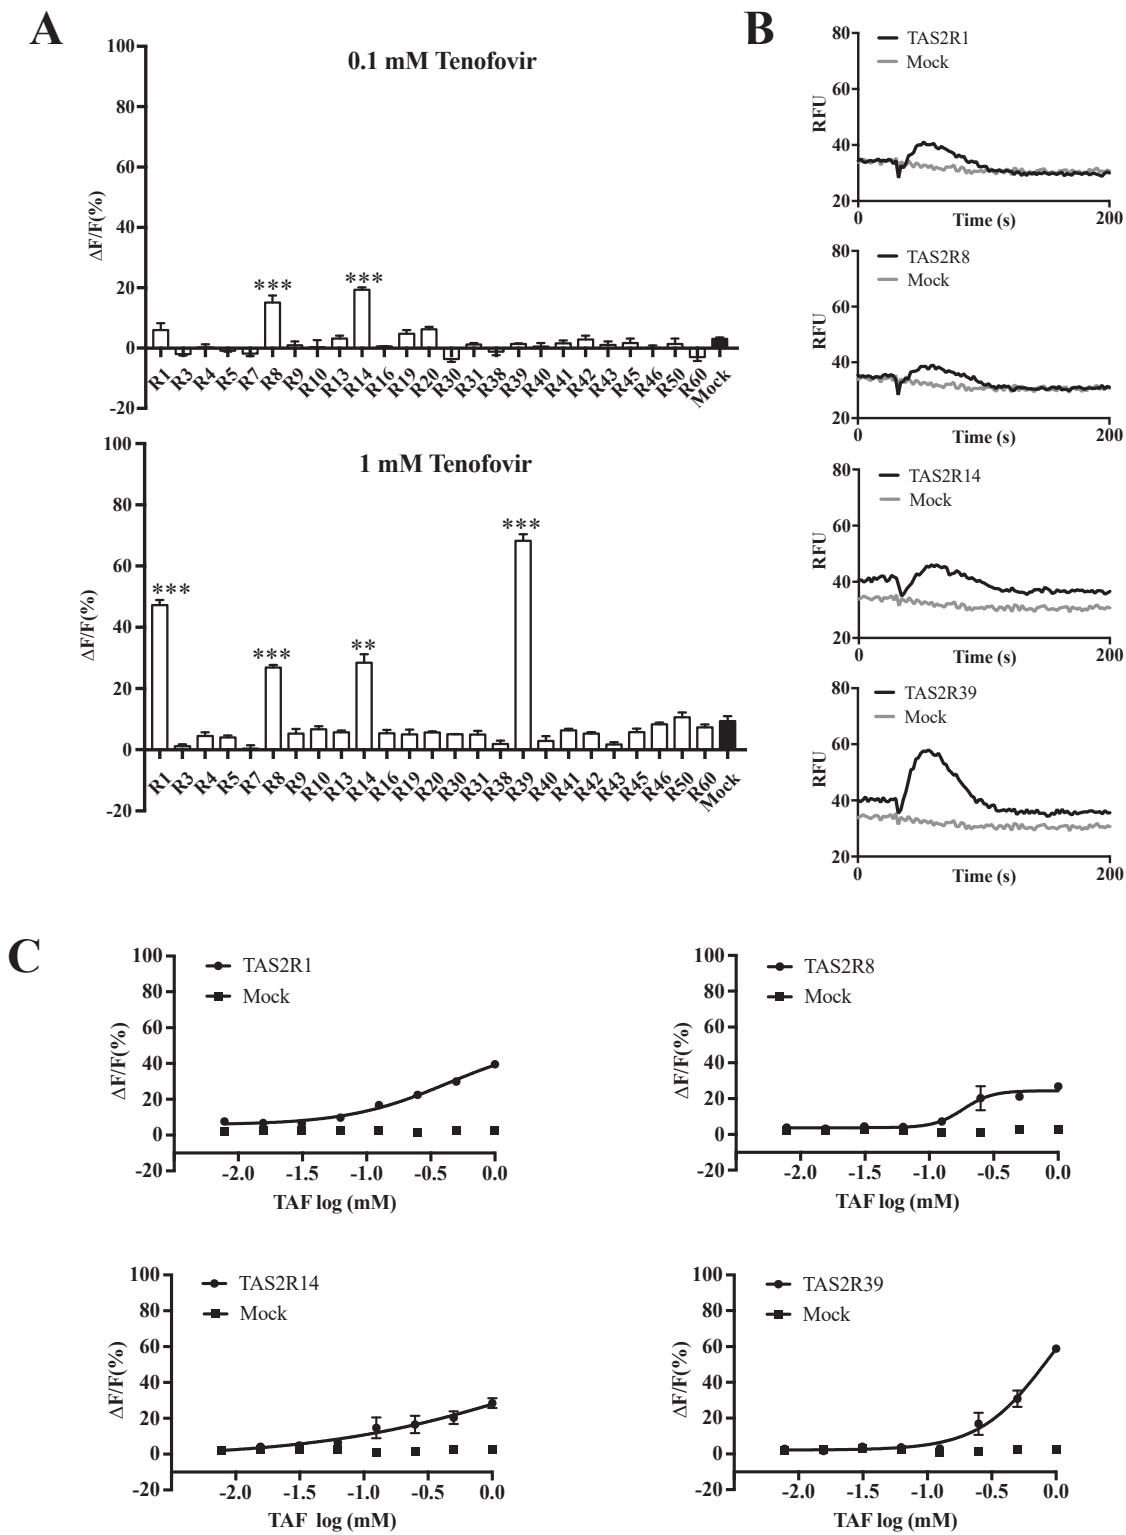 A
0.1 mM Tenofovir
ΔF/F(%)
100
80
60
40
20
0
-20
*** ***
R1 R3 R4 R5 R7 R8 R9 R10 R13 R14 R16 R19 R20 R30 R31 R38 R39 R40 R41 R42 R43 R45 R46 R50 R60 Mock
1 mM Tenofovir
ΔF/F(%)
100
80
60
40
20
0
-20
*** *** ** ***
R1 R3 R4 R5 R7 R8 R9 R10 R13 R14 R16 R19 R20 R30 R31 R38 R39 R40 R41 R42 R43 R45 R46 R50 R60 Mock
B
TAS2R1
Mock
RFU
80
60
40
20
0 200
Time (s)
TAS2R8
Mock
RFU
80
60
40
20
0 200
Time (s)
TAS2R14
Mock
RFU
80
60
40
20
0 200
Time (s)
TAS2R39
Mock
RFU
80
60
40
20
0 200
Time (s)
C
TAS2R1
Mock
ΔF/F(%)
100
80
60
40
20
0
-20
-2.0 -1.5 -1.0 -0.5 0.0
TAF log (mM)
TAS2R8
Mock
ΔF/F(%)
100
80
60
40
20
0
-20
-2.0 -1.5 -1.0 -0.5 0.0
TAF log (mM)
TAS2R14
Mock
ΔF/F(%)
100
80
60
40
20
0
-20
-2.0 -1.5 -1.0 -0.5 0.0
TAF log (mM)
TAS2R39
Mock
ΔF/F(%)
100
80
60
40
20
0
-20
-2.0 -1.5 -1.0 -0.5 0.0
TAF log (mM)